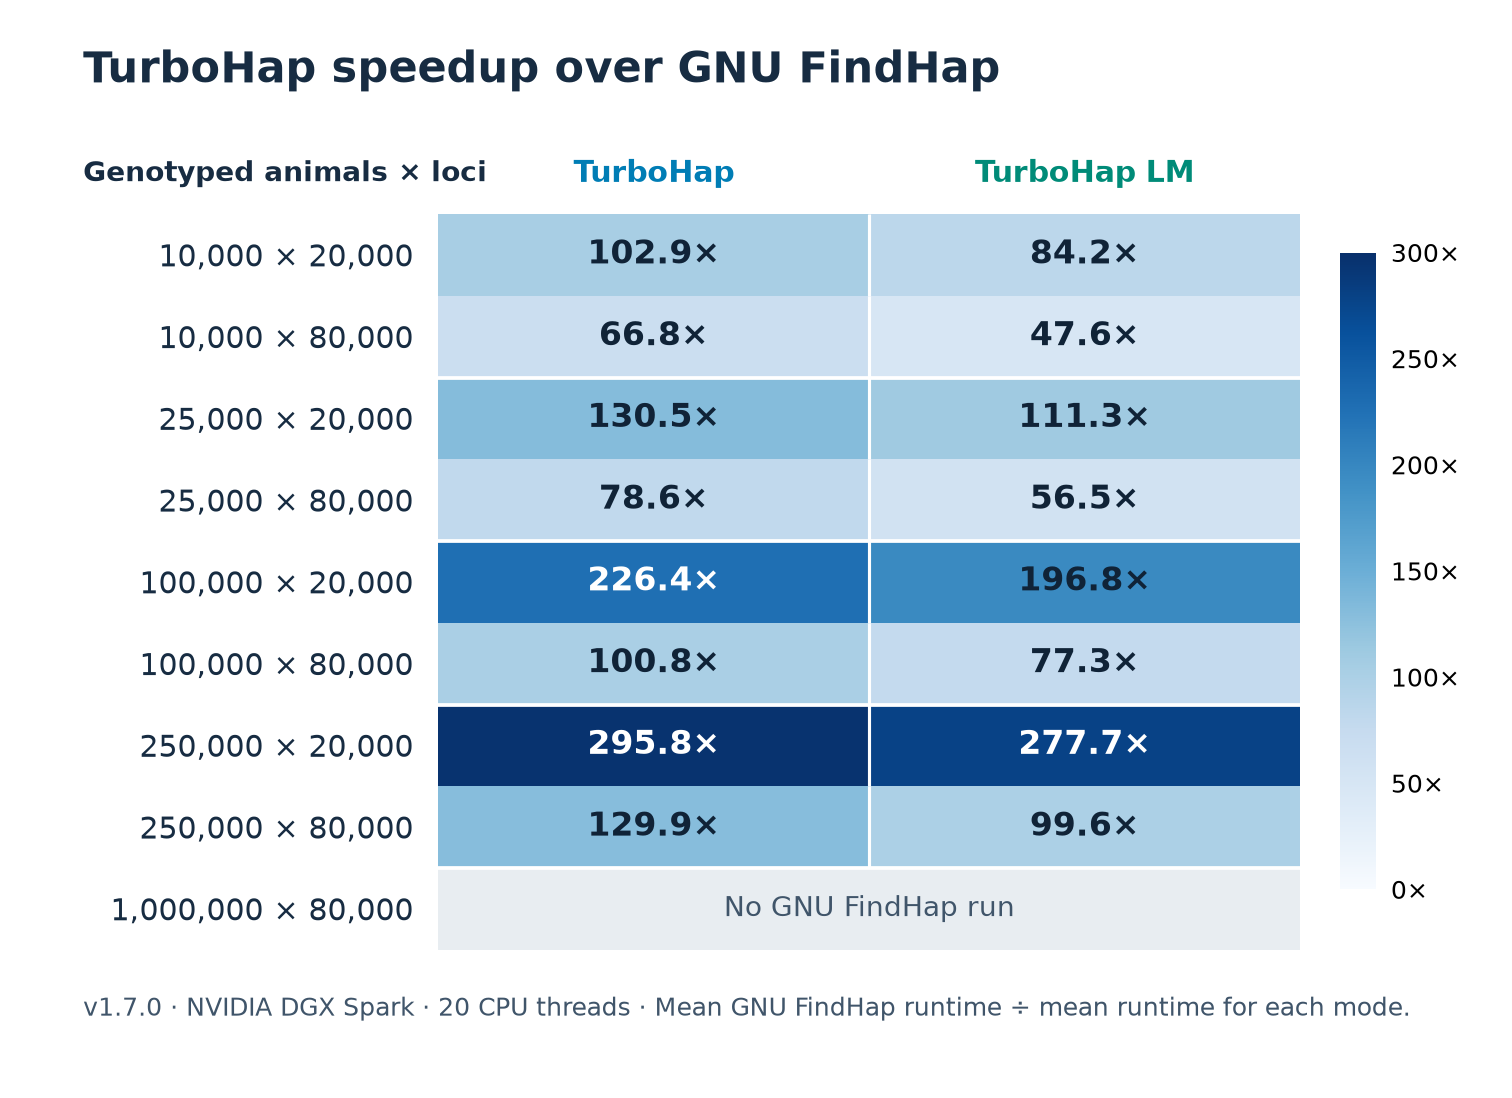 TurboHap speedup over GNU FindHap
Genotyped animals × loci TurboHap TurboHap LM
10,000 × 20,000 102.9× 84.2×
10,000 × 80,000 66.8× 47.6×
25,000 × 20,000 130.5× 111.3×
25,000 × 80,000 78.6× 56.5×
100,000 × 20,000 226.4× 196.8×
100,000 × 80,000 100.8× 77.3×
250,000 × 20,000 295.8× 277.7×
250,000 × 80,000 129.9× 99.6×
1,000,000 × 80,000 No GNU FindHap run
300×
250×
200×
150×
100×
50×
0×
v1.7.0 · NVIDIA DGX Spark · 20 CPU threads · Mean GNU FindHap runtime ÷ mean runtime for each mode.